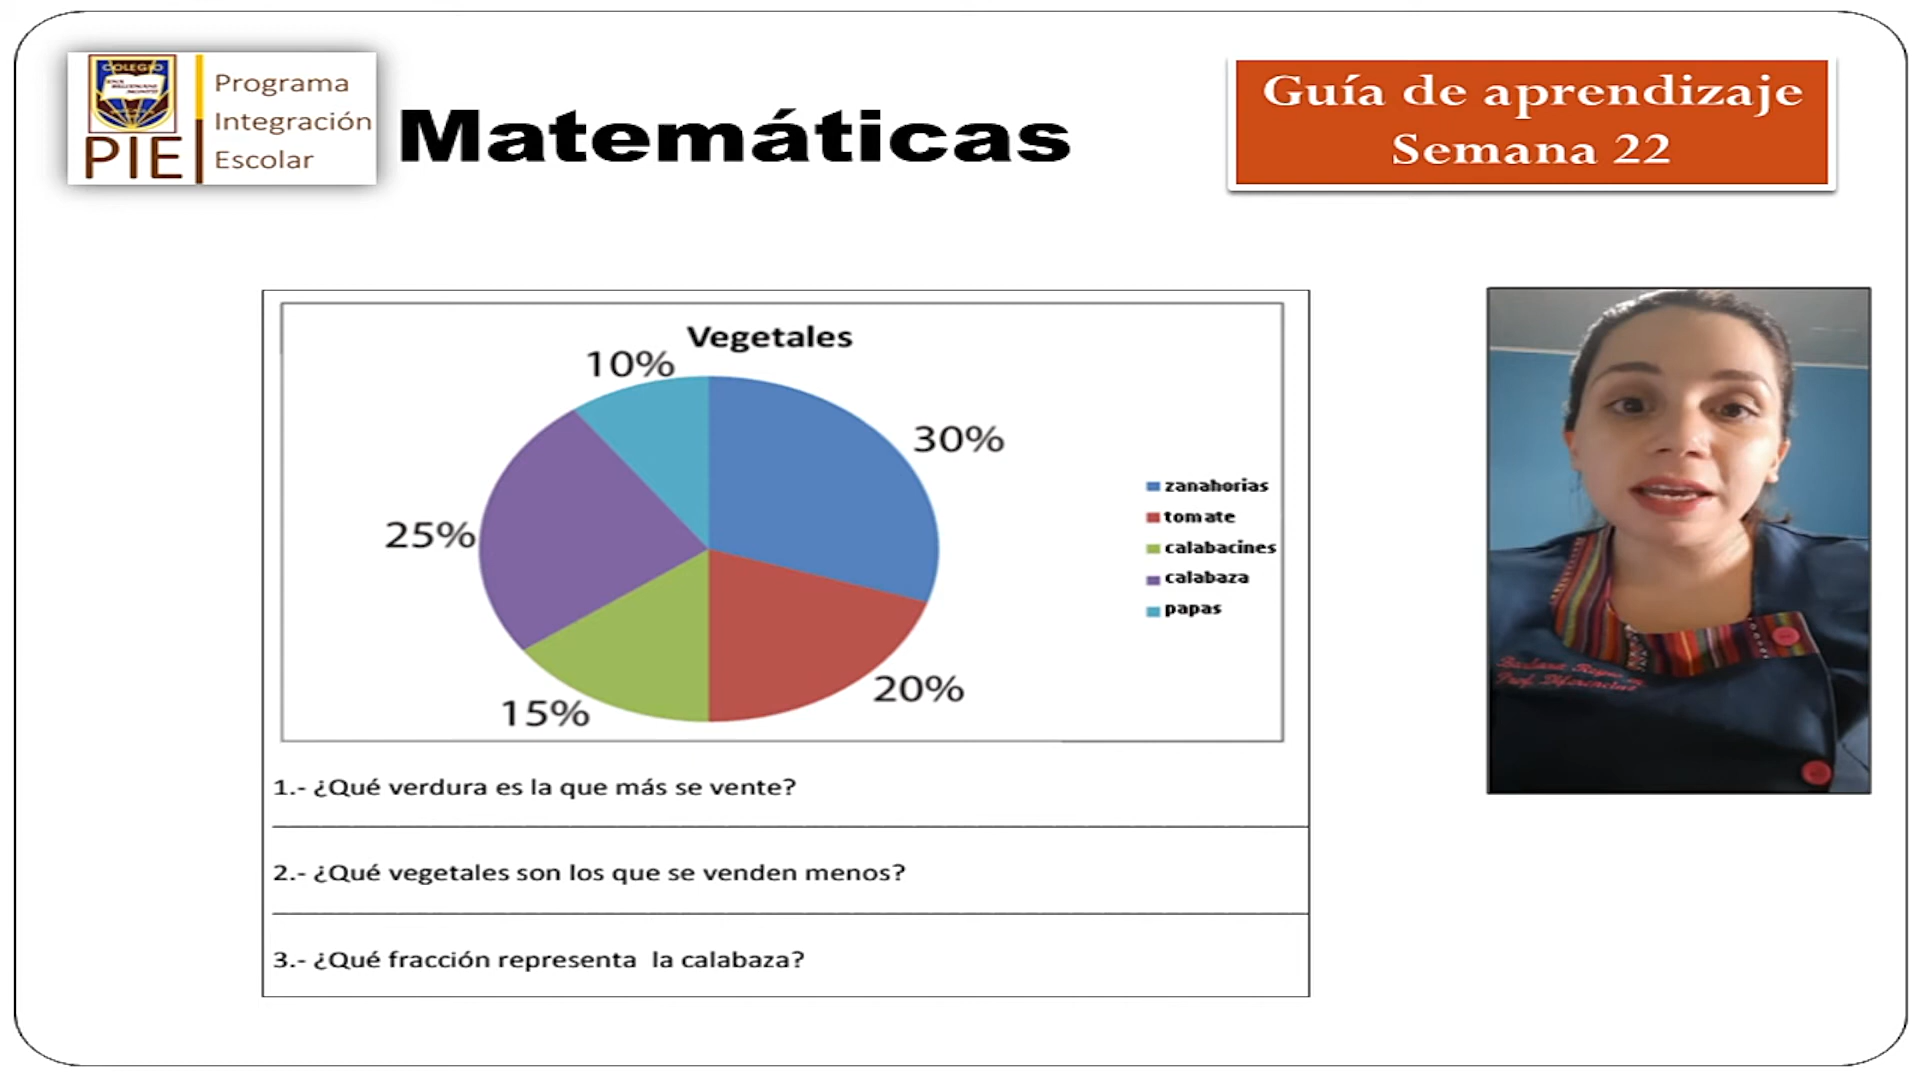 COLEGIO
PIE
Programa
Integración
Escolar
Matemáticas
Guía de aprendizaje
Semana 22
Vegetales
10%
30%
25%
20%
15%
zanahorias
tomate
calabacines
calabaza
papas
1.- ¿Qué verdura es la que más se vente?
2.- ¿Qué vegetales son los que se venden menos?
3.- ¿Qué fracción representa la calabaza?
Prof.